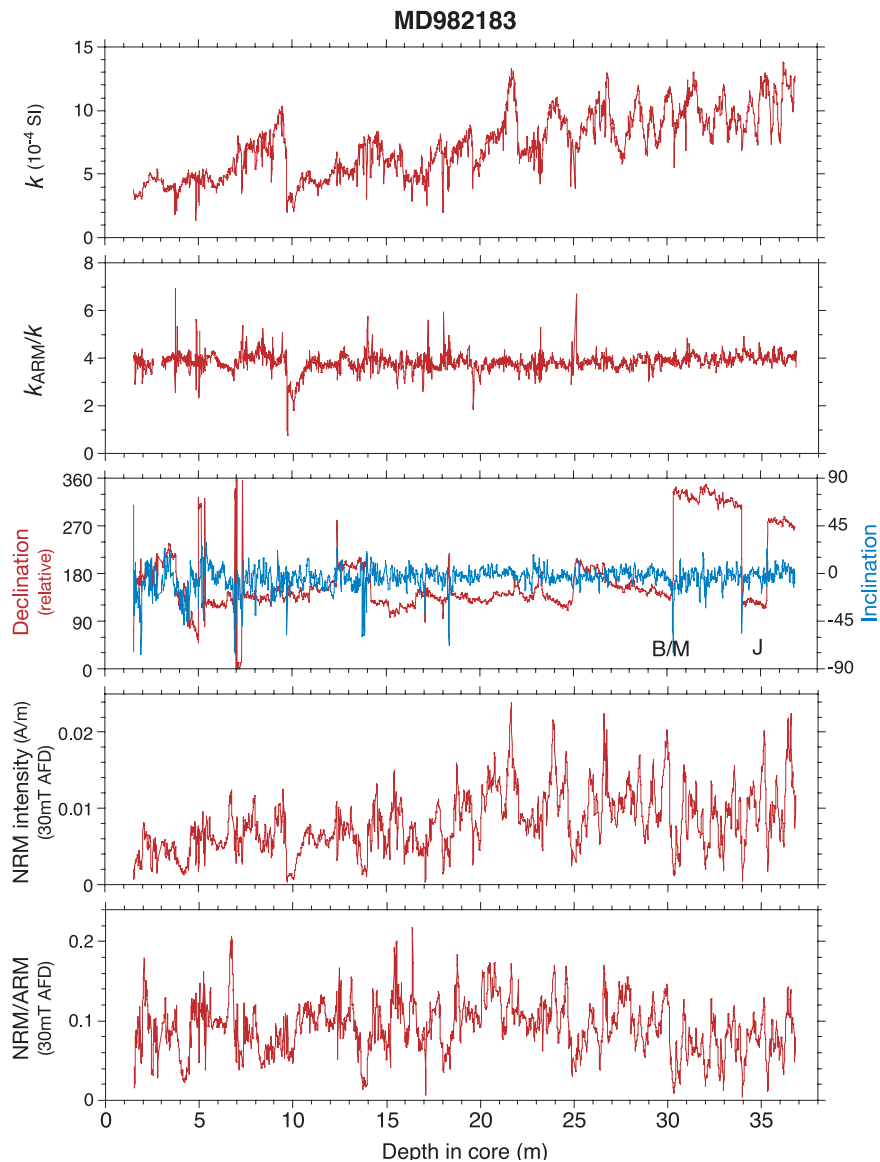 MD982183
k (10⁻⁴ SI)
15
10
5
0
kARM/k
8
6
4
2
0
Declination
(relative)
360
270
180
90
0
B/M
J
90
45
0
-45
-90
Inclination
NRM intensity (A/m)
(30mT AFD)
0.02
0.01
0
NRM/ARM
(30mT AFD)
0.2
0.1
0
0 5 10 15 20 25 30 35
Depth in core (m)